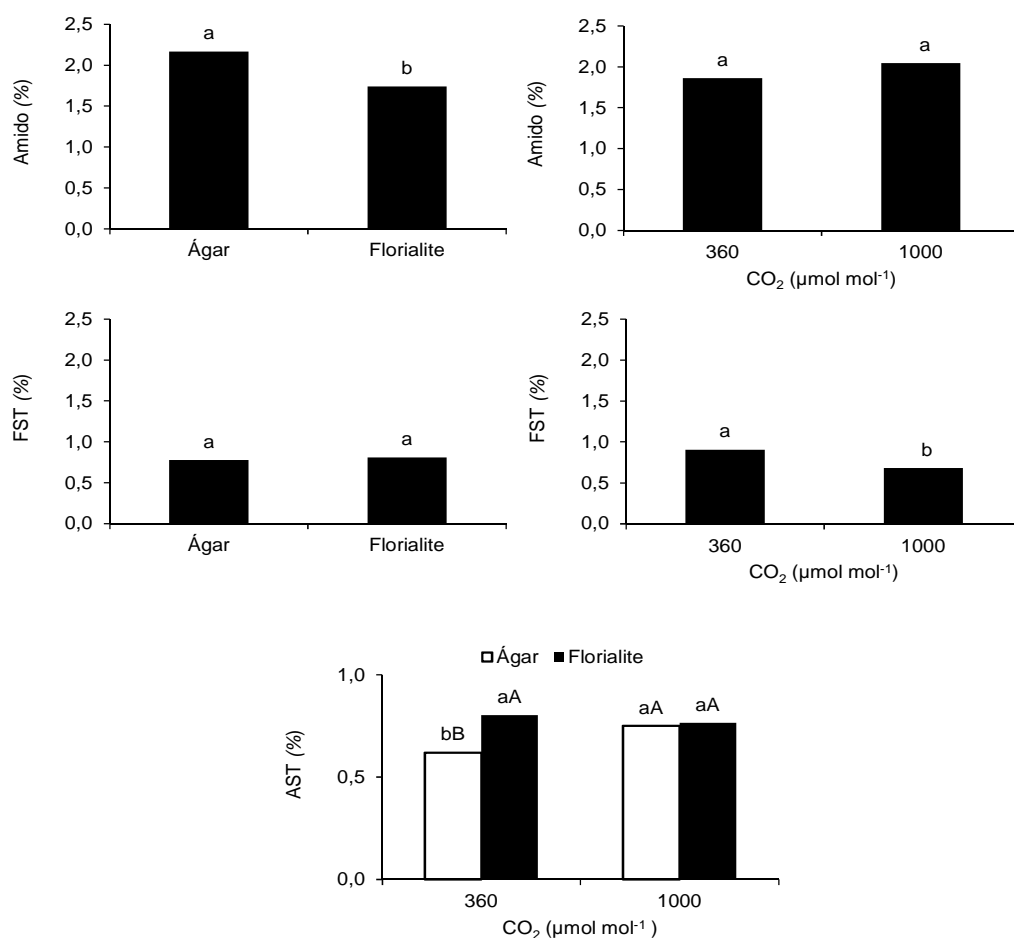 Amido (%)
2,5
2,0
1,5
1,0
0,5
0,0
a
b
Ágar
Florialite
Amido (%)
2,5
2,0
1,5
1,0
0,5
0,0
a
a
360
1000
CO₂ (µmol mol⁻¹)
FST (%)
2,5
2,0
1,5
1,0
0,5
0,0
a
a
Ágar
Florialite
FST (%)
2,5
2,0
1,5
1,0
0,5
0,0
a
b
360
1000
CO₂ (µmol mol⁻¹)
Ágar Florialite
AST (%)
1,0
0,5
0,0
bB
aA
aA
aA
360
1000
CO₂ (µmol mol⁻¹ )